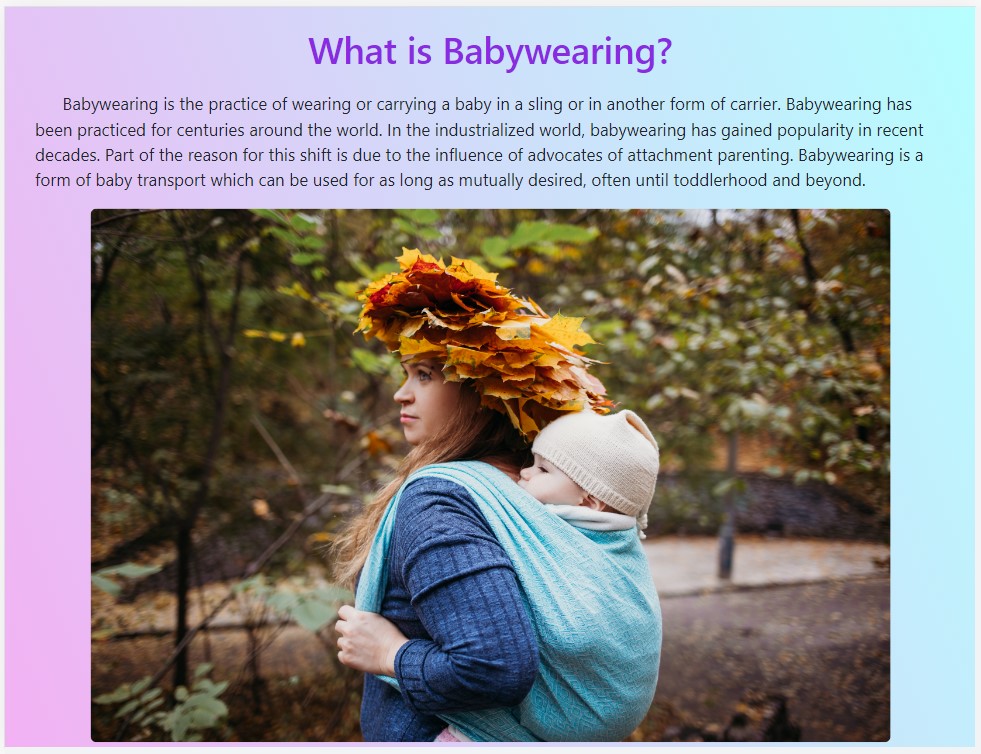 What is Babywearing?
Babywearing is the practice of wearing or carrying a baby in a sling or in another form of carrier. Babywearing has
been practiced for centuries around the world. In the industrialized world, babywearing has gained popularity in recent
decades. Part of the reason for this shift is due to the influence of advocates of attachment parenting. Babywearing is a
form of baby transport which can be used for as long as mutually desired, often until toddlerhood and beyond.